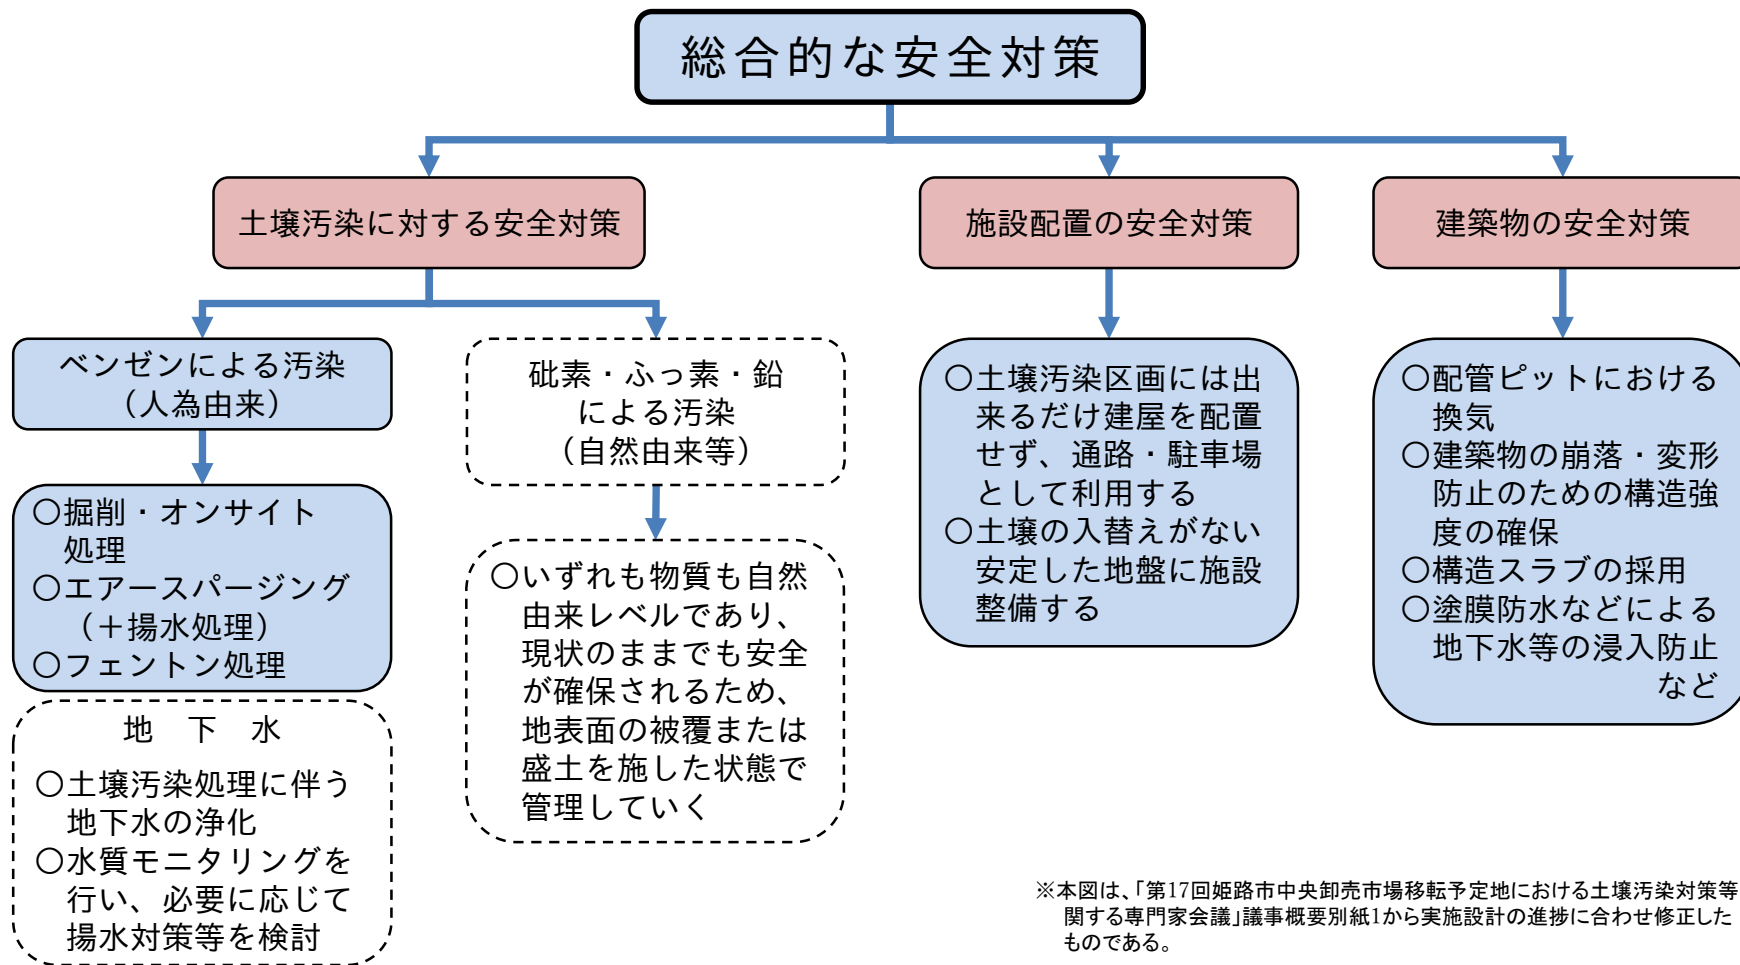 総合的な安全対策
土壌汚染に対する安全対策
施設配置の安全対策
建築物の安全対策
ベンゼンによる汚染
（人為由来）
砒素・ふっ素・鉛
による汚染
（自然由来等）
○掘削・オンサイト
処理
○エアースパージング
（＋揚水処理）
○フェントン処理
地　下　水
○土壌汚染処理に伴う
地下水の浄化
○水質モニタリングを
行い、必要に応じて
揚水対策等を検討
○いずれも物質も自然
由来レベルであり、
現状のままでも安全
が確保されるため、
地表面の被覆または
盛土を施した状態で
管理していく
○土壌汚染区画には出
来るだけ建屋を配置
せず、通路・駐車場
として利用する
○土壌の入替えがない
安定した地盤に施設
整備する
○配管ピットにおける
換気
○建築物の崩落・変形
防止のための構造強
度の確保
○構造スラブの採用
○塗膜防水などによる
地下水等の浸入防止
など
※本図は、「第17回姫路市中央卸売市場移転予定地における土壌汚染対策等
関する専門家会議」議事概要別紙1から実施設計の進捗に合わせ修正した
ものである。